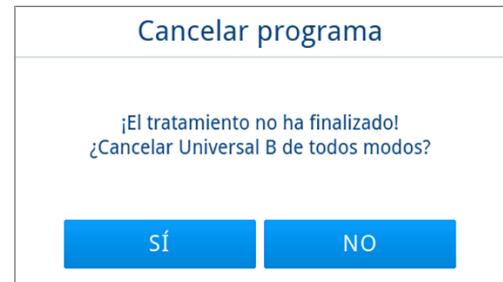 Cancelar programa
¡El tratamiento no ha finalizado!
¿Cancelar Universal B de todos modos?
SÍ
NO